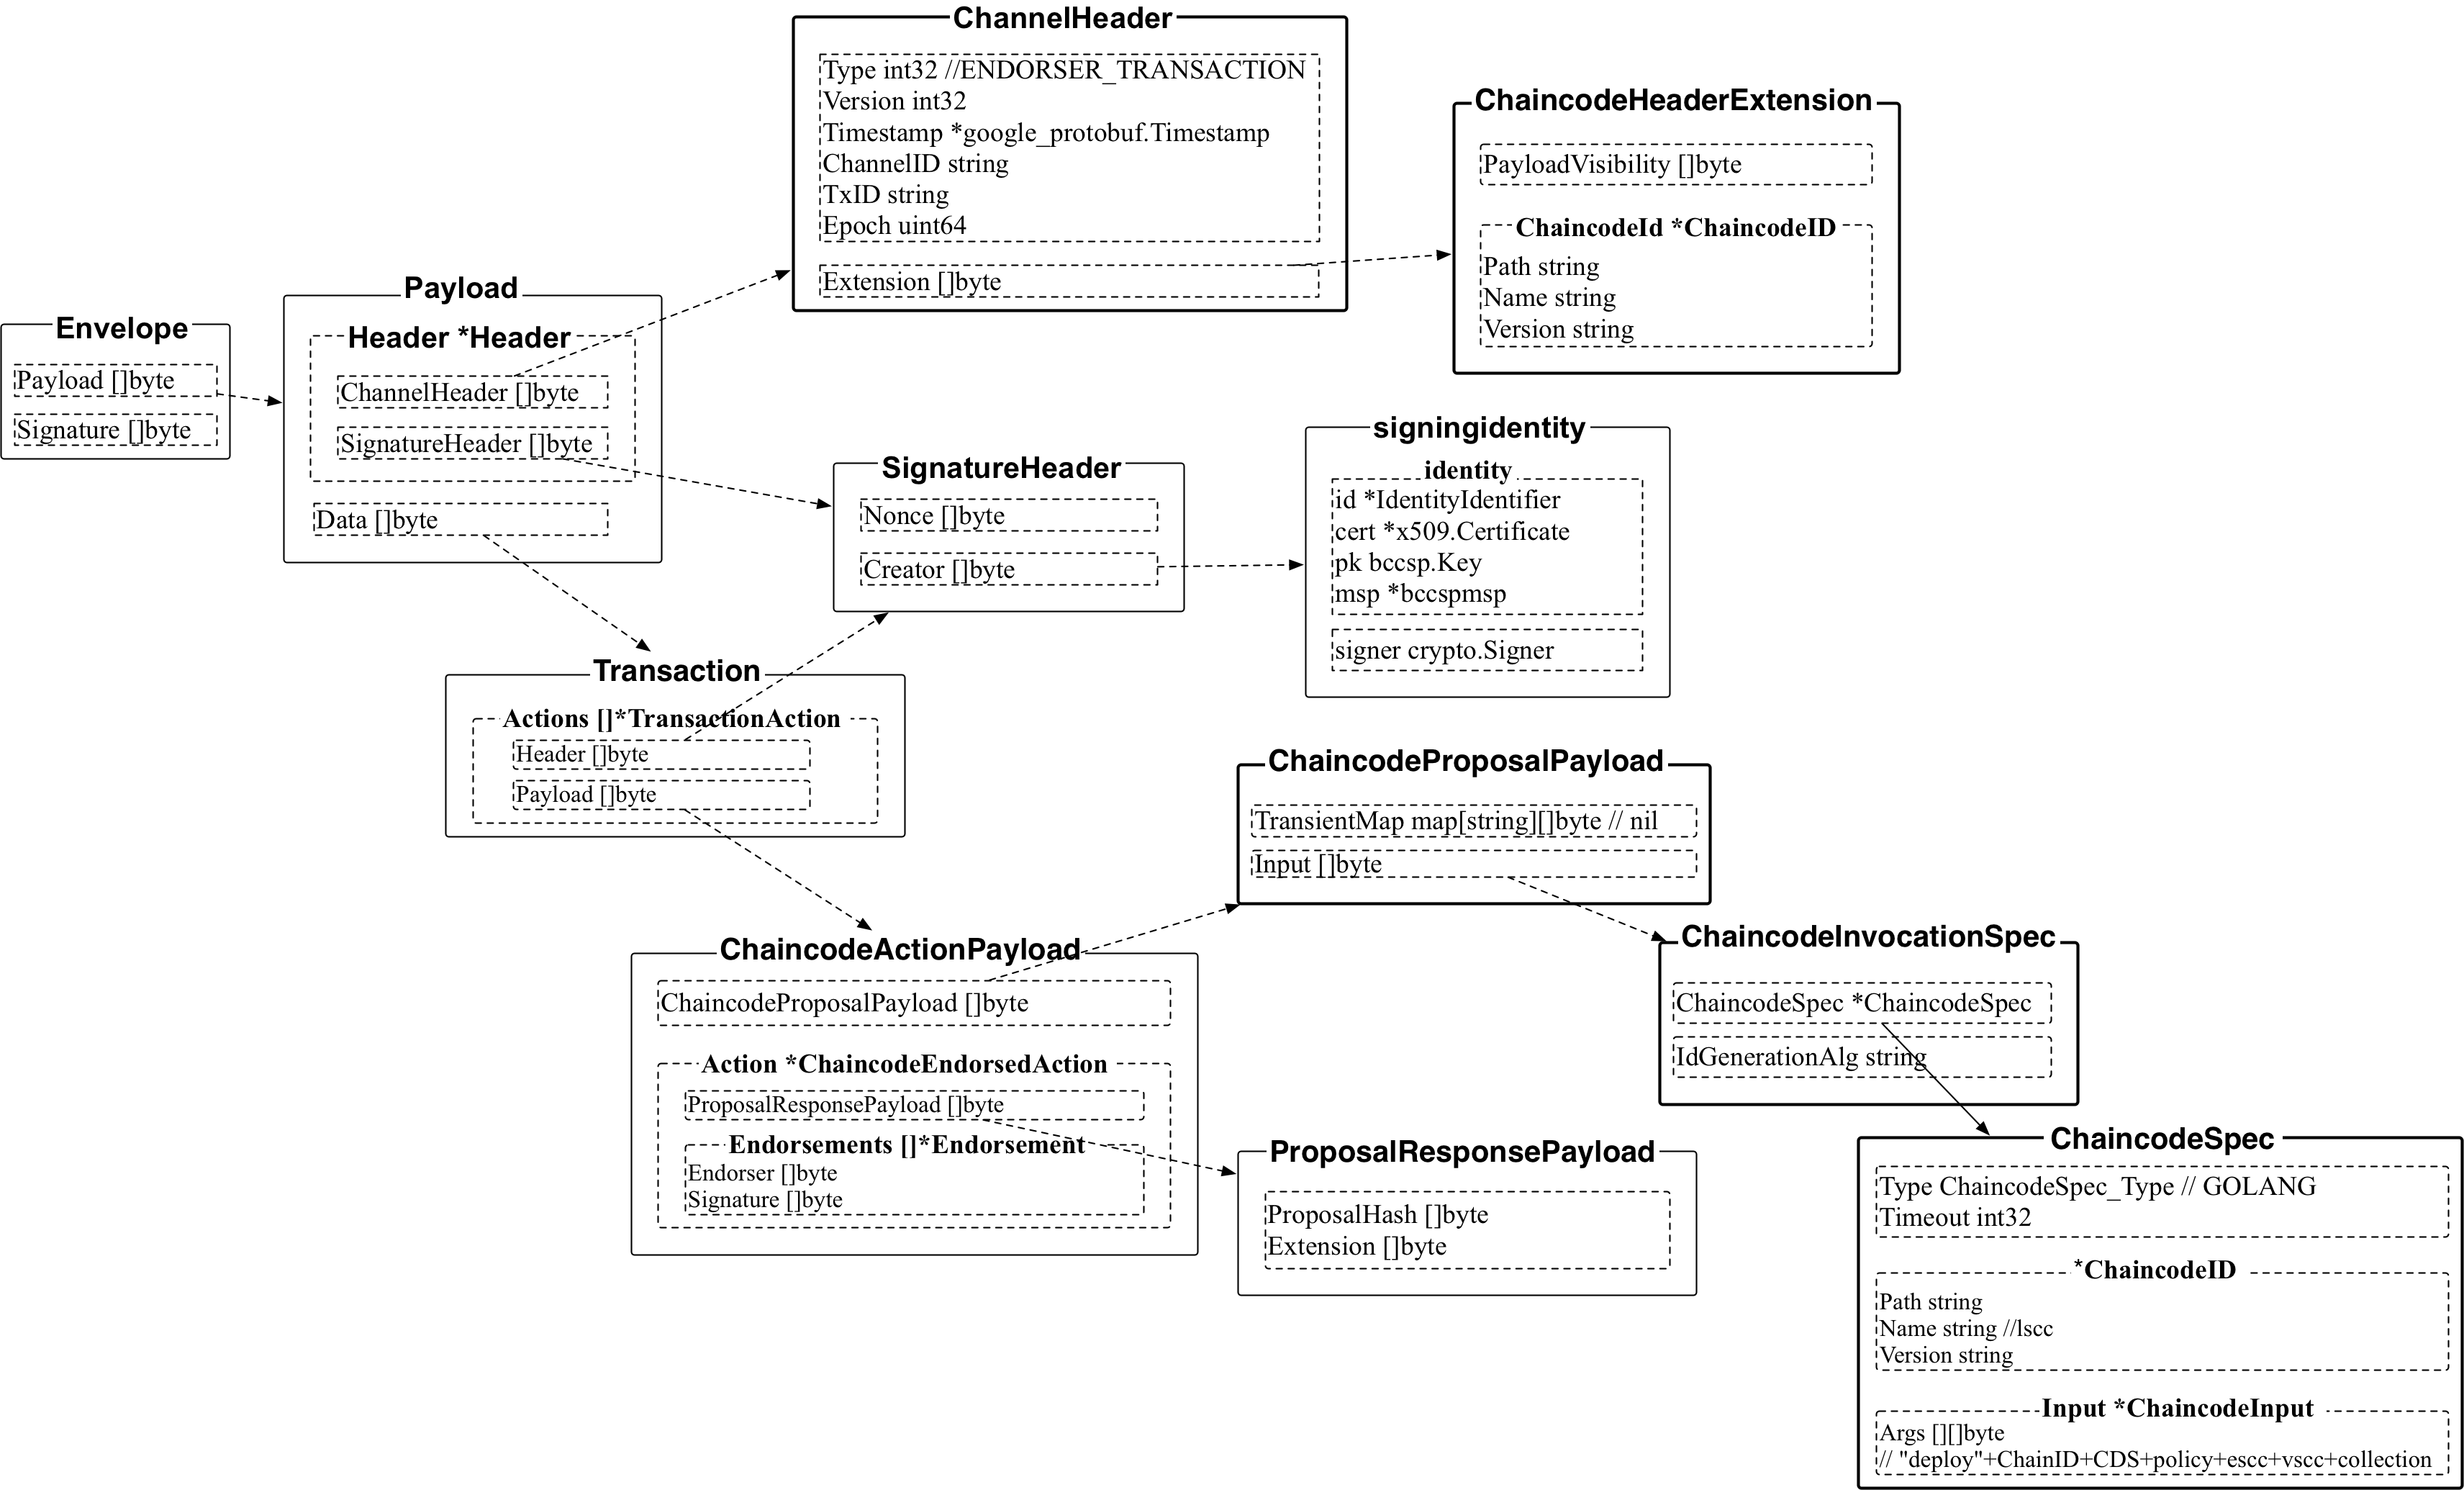 ChannelHeader
Type int32 //ENDORSER_TRANSACTION
Version int32
Timestamp *google_protobuf.Timestamp
ChannelID string
TxID string
Epoch uint64
Extension []byte
ChaincodeHeaderExtension
PayloadVisibility []byte
ChaincodeId *ChaincodeID
Path string
Name string
Version string
Envelope
Payload []byte
Signature []byte
Payload
Header *Header
ChannelHeader []byte
SignatureHeader []byte
Data []byte
SignatureHeader
Nonce []byte
Creator []byte
signingidentity
identity
id *IdentityIdentifier
cert *x509.Certificate
pk bccsp.Key
msp *bccspmsp
signer crypto.Signer
Transaction
Actions []*TransactionAction
Header []byte
Payload []byte
ChaincodeProposalPayload
TransientMap map[string][]byte // nil
Input []byte
ChaincodeActionPayload
ChaincodeProposalPayload []byte
Action *ChaincodeEndorsedAction
ProposalResponsePayload []byte
Endorsements []*Endorsement
Endorser []byte
Signature []byte
ChaincodeInvocationSpec
ChaincodeSpec *ChaincodeSpec
IdGenerationAlg string
ProposalResponsePayload
ProposalHash []byte
Extension []byte
ChaincodeSpec
Type ChaincodeSpec_Type // GOLANG
Timeout int32
*ChaincodeID
Path string
Name string //lscc
Version string
Input *ChaincodeInput
Args [][]byte
// "deploy"+ChainID+CDS+policy+escc+vscc+collection